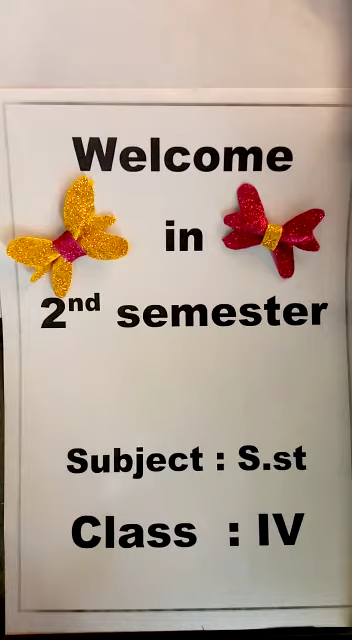 Welcome
in
2nd semester
Subject : S.st
Class : IV